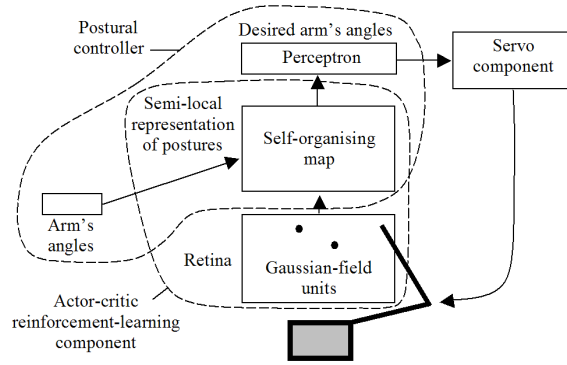 Postural
controller
Desired arm's angles
Perceptron
Servo
component
Semi-local
representation
of postures
Self-organising
map
Arm's
angles
Retina
Gaussian-field
units
Actor-critic
reinforcement-learning
component